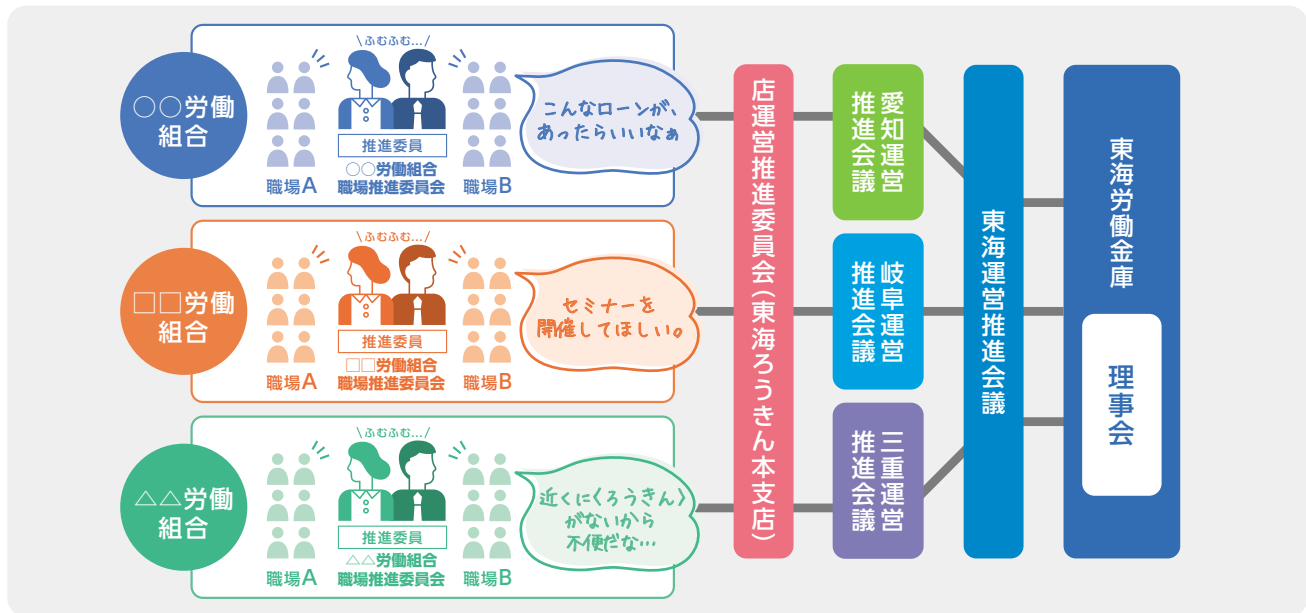 ○○労働
組合
\ふむふむ…/
推進委員
○○労働組合
職場推進委員会
職場A
職場B
こんなローンが、
あったらいいなぁ
□□労働
組合
\ふむふむ…/
推進委員
□□労働組合
職場推進委員会
職場A
職場B
セミナーを
開催してほしい。
△△労働
組合
\ふむふむ…/
推進委員
△△労働組合
職場推進委員会
職場A
職場B
近くに〈ろうきん〉
がないから
不便だな…
店運営推進委員会(東海ろうきん本支店)
愛知運営
推進会議
岐阜運営
推進会議
三重運営
推進会議
東海運営推進会議
東海労働金庫
理事会